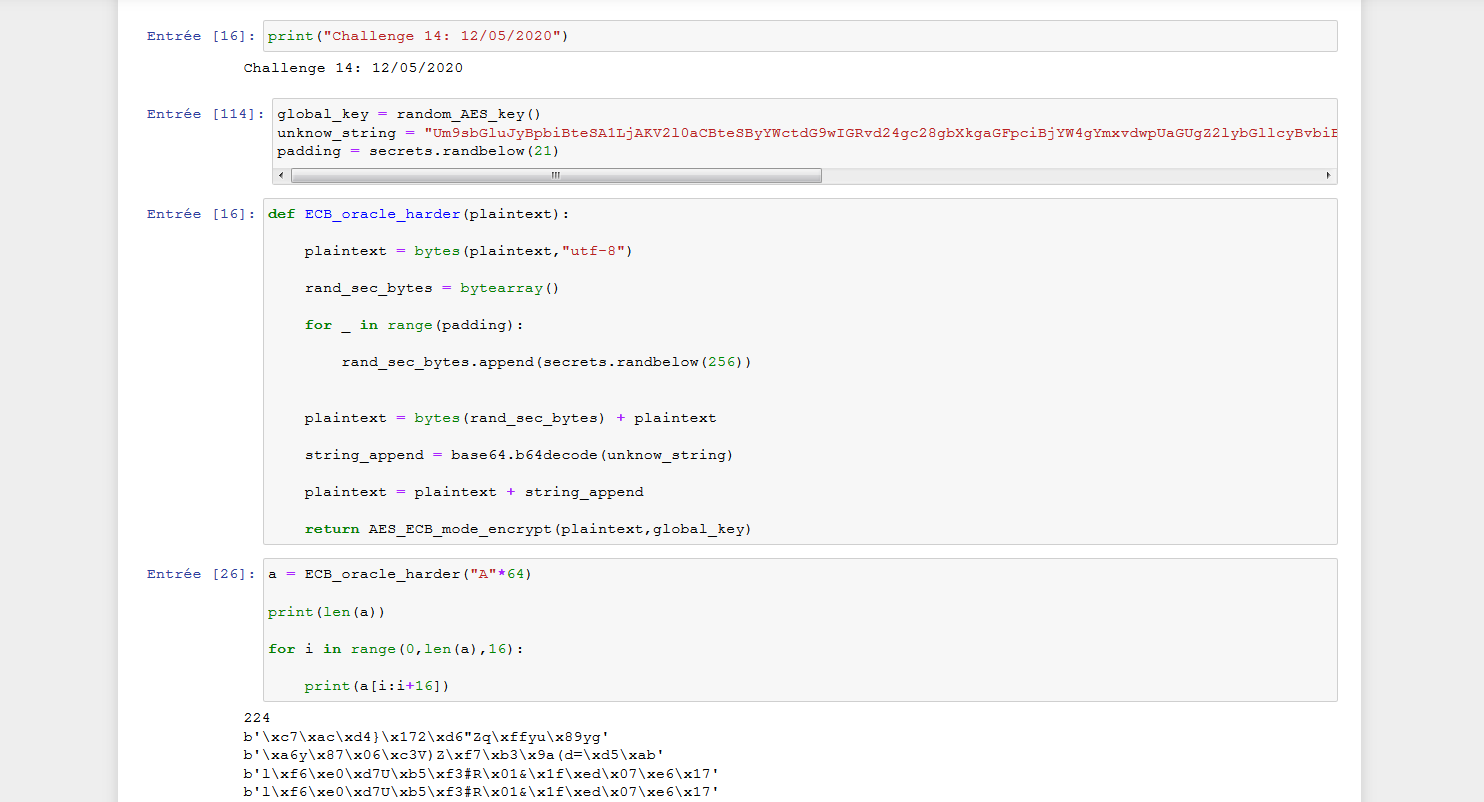 Entrée [16]: print("Challenge 14: 12/05/2020")
Challenge 14: 12/05/2020
Entrée [114]: global_key = random_AES_key()
unknow_string = "Um9sbGluJyBpbiBteSA1LjAKV2l0aCBteSByYWctdG9wIGRvd24gc28gbXkgaGFpciBjYW4gYmxvdwpUaGUgZ2lybGllcyBvbiB
padding = secrets.randbelow(21)
Entrée [16]: def ECB_oracle_harder(plaintext):
plaintext = bytes(plaintext,"utf-8")
rand_sec_bytes = bytearray()
for _ in range(padding):
rand_sec_bytes.append(secrets.randbelow(256))
plaintext = bytes(rand_sec_bytes) + plaintext
string_append = base64.b64decode(unknow_string)
plaintext = plaintext + string_append
return AES_ECB_mode_encrypt(plaintext,global_key)
Entrée [26]: a = ECB_oracle_harder("A"*64)
print(len(a))
for i in range(0,len(a),16):
print(a[i:i+16])
224
b'\xc7\xac\xd4}\x172\xd6"Zq\xffyu\x89yg'
b'\xa6y\x87\x06\xc3V)Z\xf7\xb3\x9a(d=\xd5\xab'
b'l\xf6\xe0\xd7U\xb5\xf3#R\x01&\x1f\xed\x07\xe6\x17'
b'l\xf6\xe0\xd7U\xb5\xf3#R\x01&\x1f\xed\x07\xe6\x17'